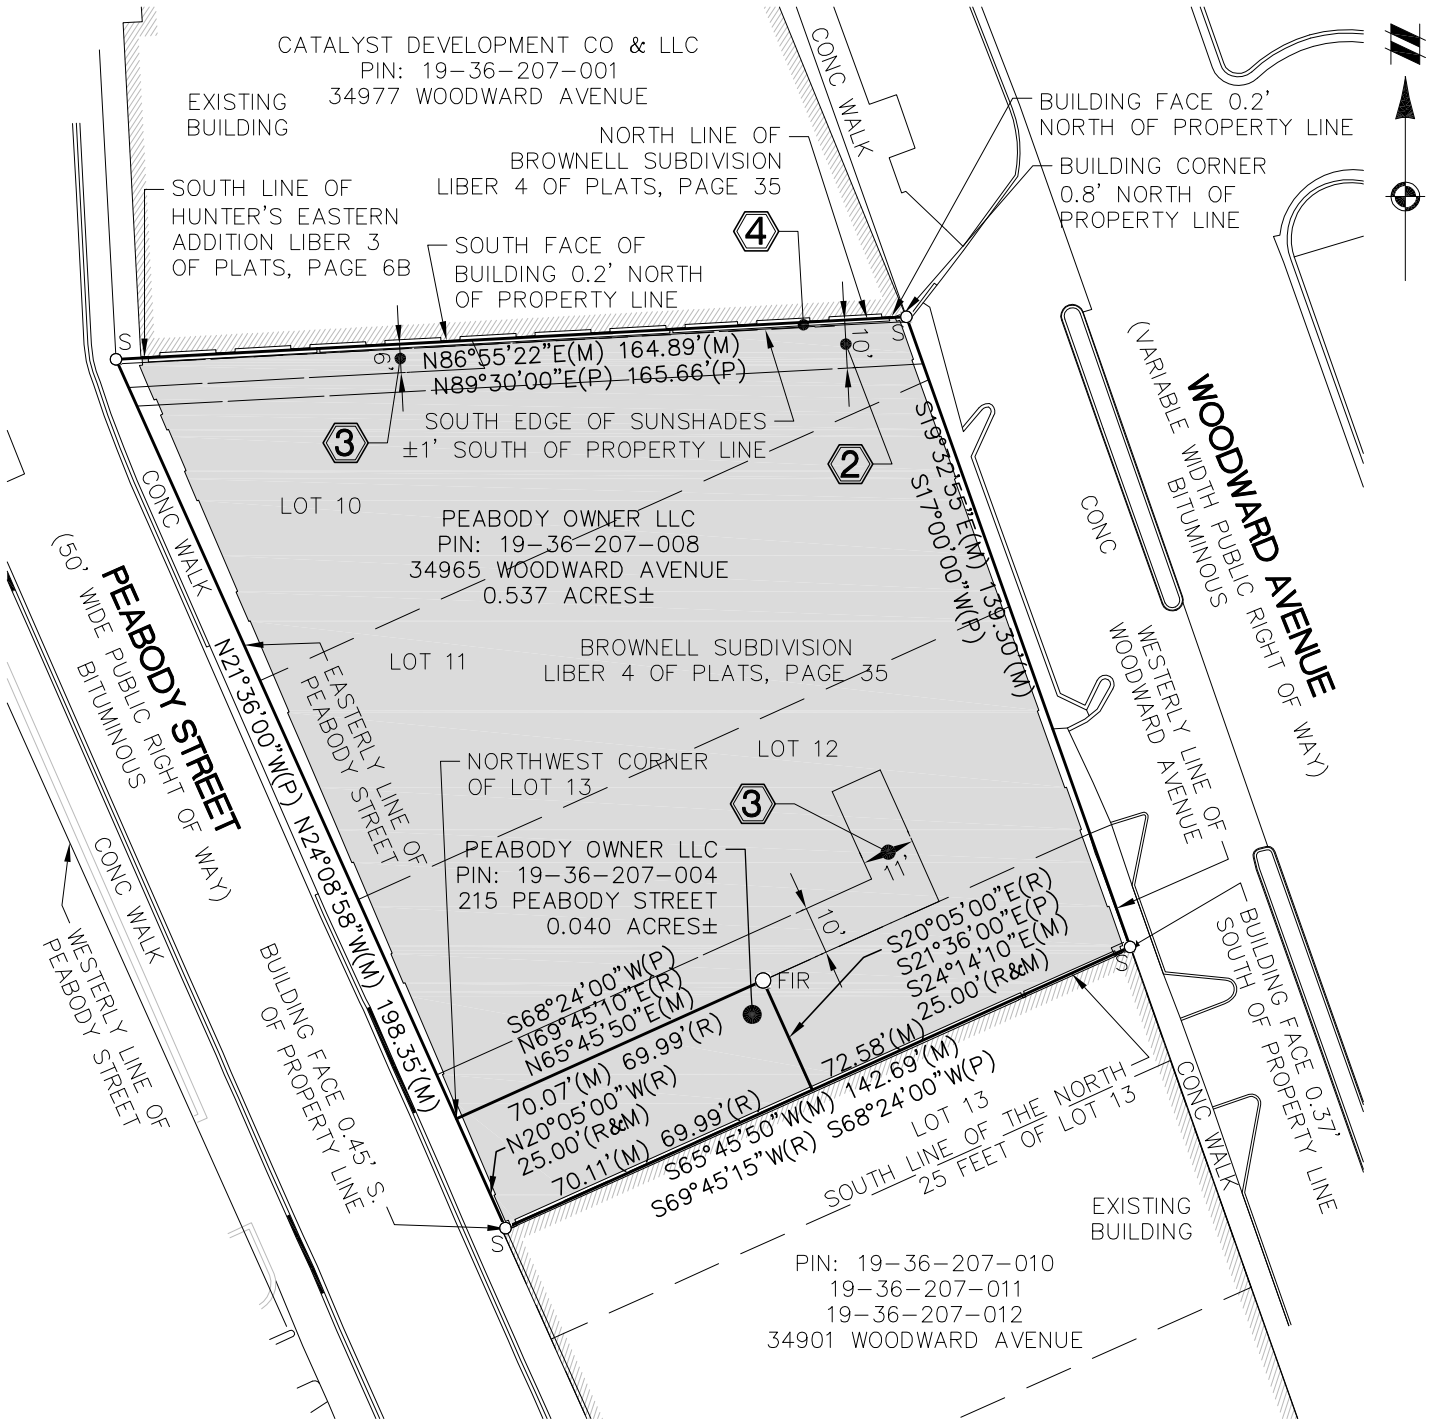 CATALYST DEVELOPMENT CO & LLC
PIN: 19-36-207-001
34977 WOODWARD AVENUE
EXISTING
BUILDING
CONC WALK
BUILDING FACE 0.2'
NORTH OF PROPERTY LINE
BUILDING CORNER
0.8' NORTH OF
PROPERTY LINE
NORTH LINE OF
BROWNELL SUBDIVISION
LIBER 4 OF PLATS, PAGE 35
SOUTH LINE OF
HUNTER'S EASTERN
ADDITION LIBER 3
OF PLATS, PAGE 6B
4
SOUTH FACE OF
BUILDING 0.2' NORTH
OF PROPERTY LINE
S
S
6'
10'
N86°55'22"E(M) 164.89'(M)
N89°30'00"E(P) 165.66'(P)
SOUTH EDGE OF SUNSHADES
±1' SOUTH OF PROPERTY LINE
3
2
WOODWARD AVENUE
(VARIABLE WIDTH PUBLIC RIGHT OF WAY)
BITUMINOUS
S19°32'55"E(M) 139.30'(M)
S17°00'00"W(P)
CONC
CONC WALK
LOT 10
PEABODY OWNER LLC
PIN: 19-36-207-008
34965 WOODWARD AVENUE
0.537 ACRES±
PEABODY STREET
(50' WIDE PUBLIC RIGHT OF WAY)
BITUMINOUS
N21°36'00"W(P) N24°08'58"W(M) 198.35'(M)
EASTERLY LINE OF
PEABODY STREET
LOT 11
BROWNELL SUBDIVISION
LIBER 4 OF PLATS, PAGE 35
WESTERLY LINE OF
WOODWARD AVENUE
NORTHWEST CORNER
OF LOT 13
LOT 12
3
11'
PEABODY OWNER LLC
PIN: 19-36-207-004
215 PEABODY STREET
0.040 ACRES±
10'
CONC WALK
WESTERLY LINE OF
PEABODY STREET
BUILDING FACE 0.45' S.
OF PROPERTY LINE
S68°24'00"W(P)
N69°45'10"E(R)
N65°45'50"E(M)
70.07'(M) 69.99'(R)
FIR
S20°05'00"E(R)
S21°36'00"E(P)
S24°14'10"E(M)
25.00'(R&M)
S
BUILDING FACE 0.37'
SOUTH OF PROPERTY LINE
N20°05'00"W(R)
25.00'(R&M)
70.11'(M) 69.99'(R)
72.58'(M)
S65°45'50"W(M) 142.69'(M)
S69°45'15"W(R) S68°24'00"W(P)
LOT 13
SOUTH LINE OF THE NORTH
25 FEET OF LOT 13
CONC WALK
S
EXISTING
BUILDING
PIN: 19-36-207-010
19-36-207-011
19-36-207-012
34901 WOODWARD AVENUE